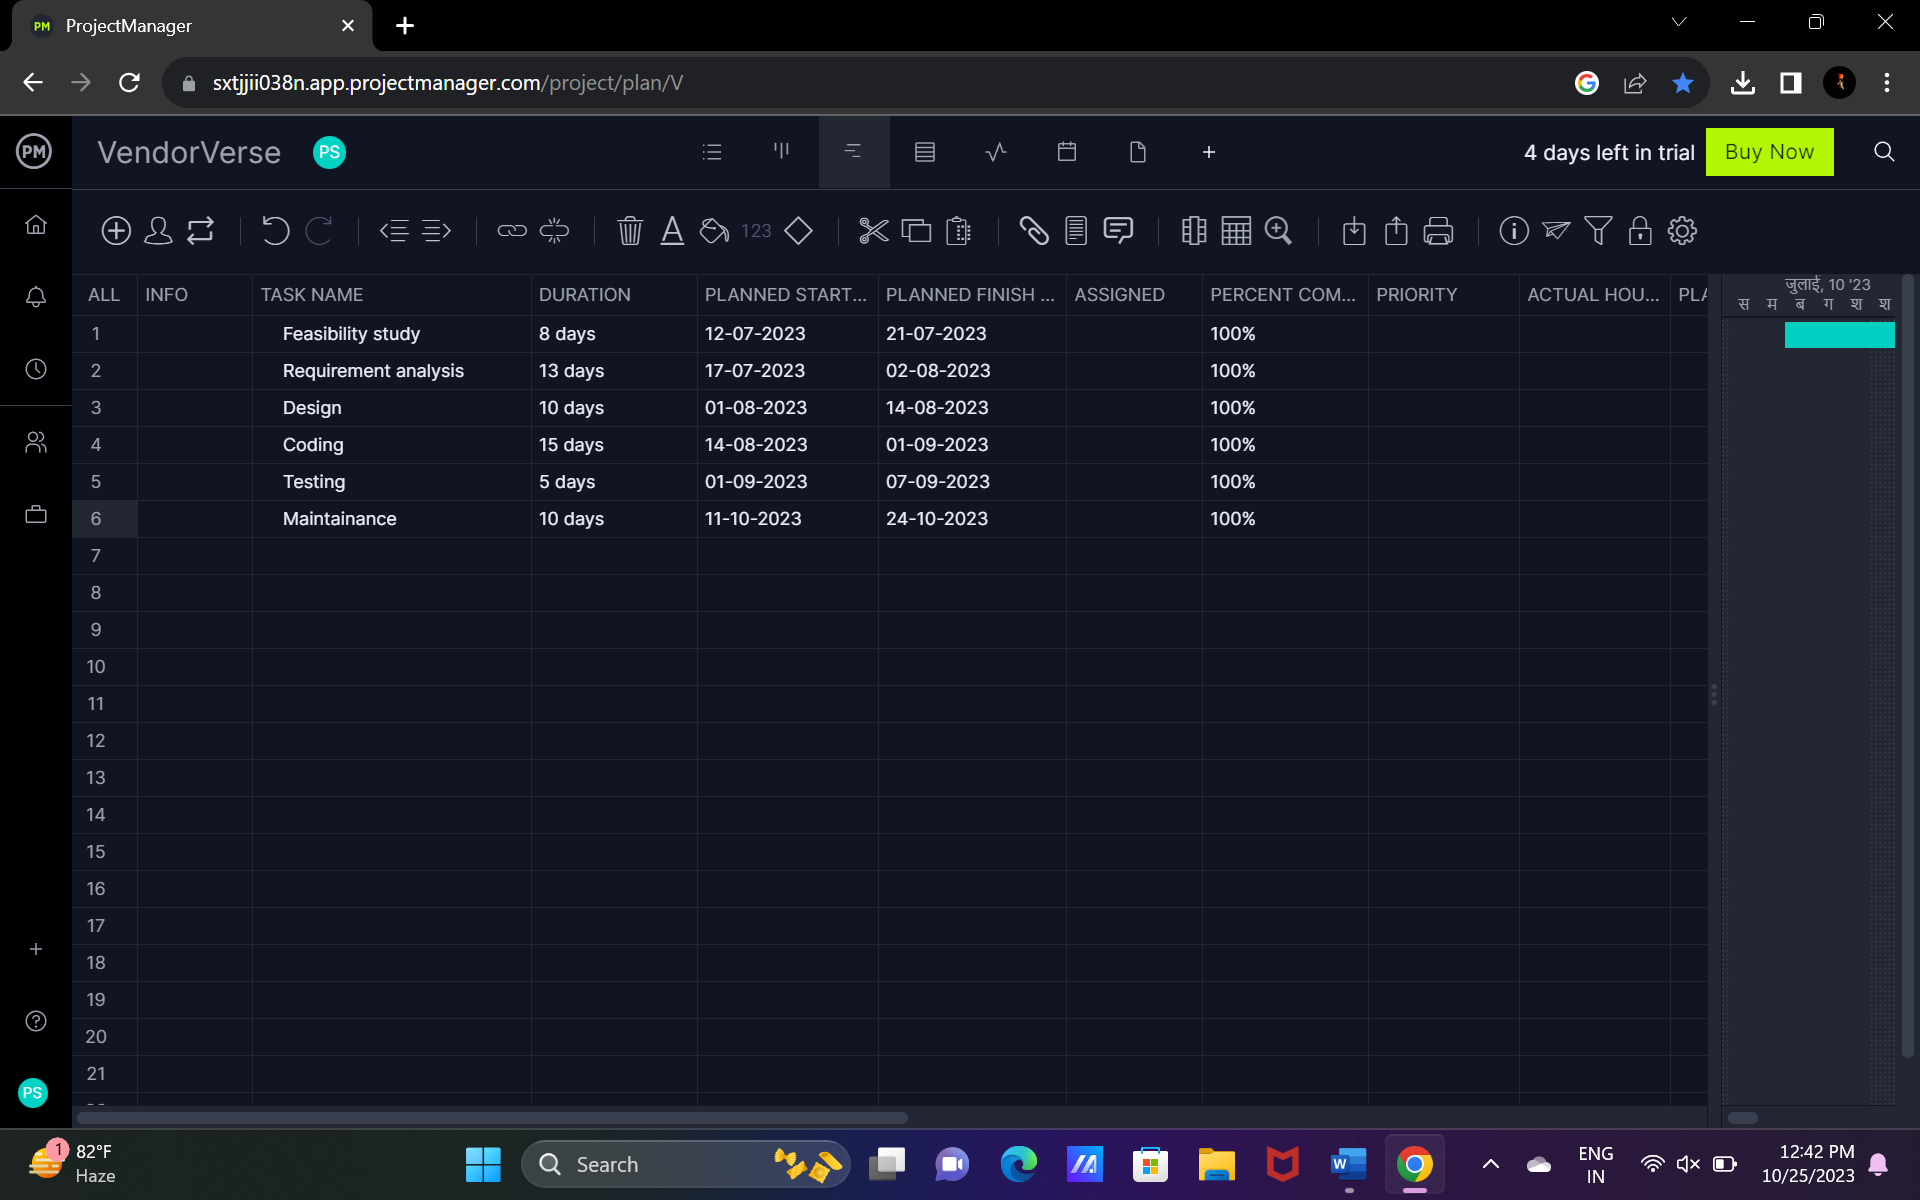 PM ProjectManager
sxtjjii038n.app.projectmanager.com/project/plan/V
PM VendorVerse PS 4 days left in trial Buy Now
123
ALL INFO TASK NAME DURATION PLANNED START... PLANNED FINISH ... ASSIGNED PERCENT COM... PRIORITY ACTUAL HOU... PLA
जुलाई, 10 '23
स म ब ग श श
1 Feasibility study 8 days 12-07-2023 21-07-2023 100%
2 Requirement analysis 13 days 17-07-2023 02-08-2023 100%
3 Design 10 days 01-08-2023 14-08-2023 100%
4 Coding 15 days 14-08-2023 01-09-2023 100%
5 Testing 5 days 01-09-2023 07-09-2023 100%
6 Maintainance 10 days 11-10-2023 24-10-2023 100%
7
8
9
10
11
12
13
14
15
16
17
18
19
20
21
PS
1 82°F
Haze
Search
ENG
IN
12:42 PM
10/25/2023